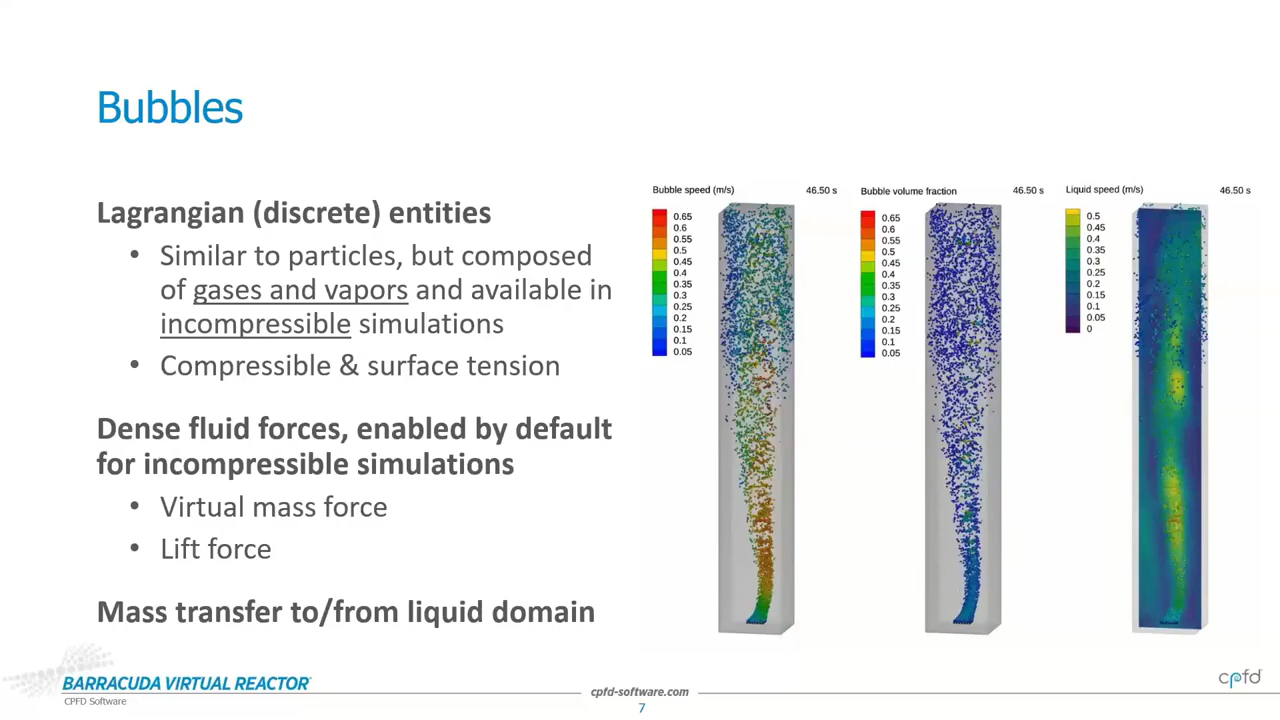 Bubbles
Lagrangian (discrete) entities
• Similar to particles, but composed
of gases and vapors and available in
incompressible simulations
• Compressible & surface tension
Dense fluid forces, enabled by default
for incompressible simulations
• Virtual mass force
• Lift force
Mass transfer to/from liquid domain
Bubble speed (m/s) 46.50 s
0.65
0.6
0.55
0.5
0.45
0.4
0.35
0.3
0.25
0.2
0.15
0.1
0.05
Bubble volume fraction 46.50 s
0.65
0.6
0.55
0.5
0.45
0.4
0.35
0.3
0.25
0.2
0.15
0.1
0.05
Liquid speed (m/s) 46.50 s
0.5
0.45
0.4
0.35
0.3
0.25
0.2
0.15
0.1
0.05
0
BARRACUDA VIRTUAL REACTOR
CPFD Software
cpfd-software.com
7
cpfd